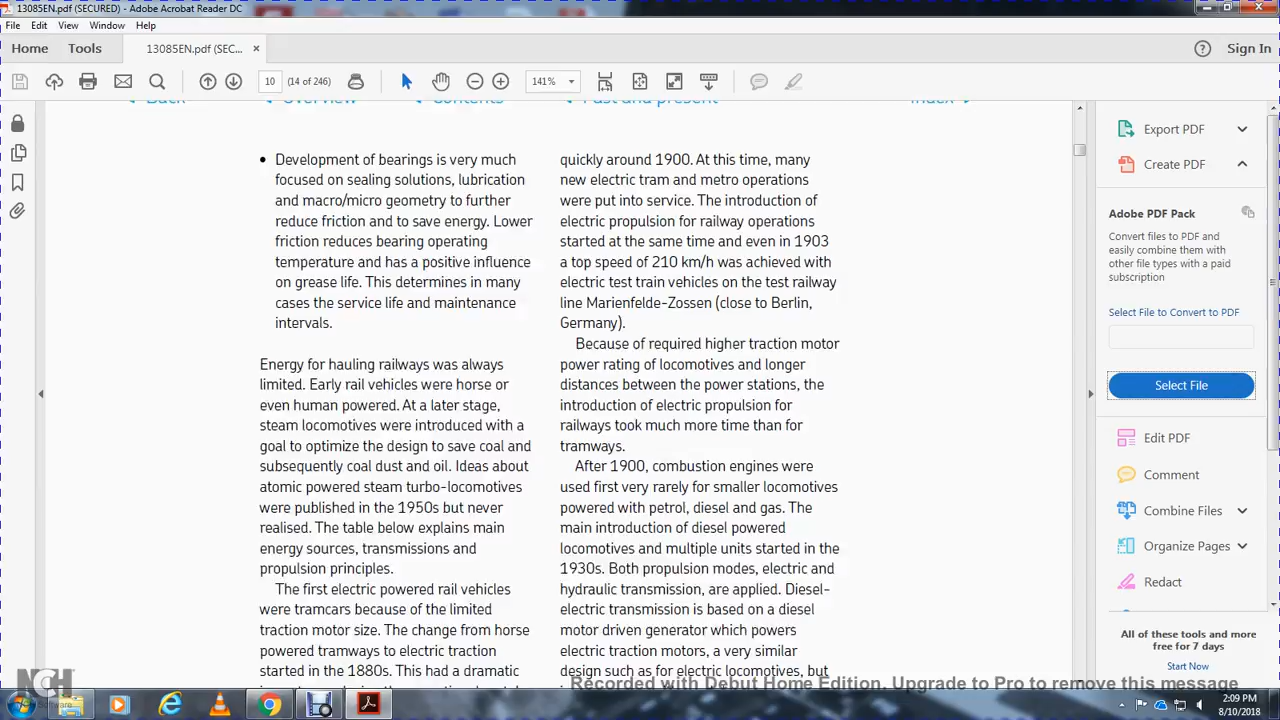 13085EN.pdf (SECURED) - Adobe Acrobat Reader DC
File Edit View Window Help
Home Tools 13085EN.pdf (SEC... × Sign In
10 (14 of 246) 141%
Back Overview Contents Past and present Index
• Development of bearings is very much
focused on sealing solutions, lubrication
and macro/micro geometry to further
reduce friction and to save energy. Lower
friction reduces bearing operating
temperature and has a positive influence
on grease life. This determines in many
cases the service life and maintenance
intervals.
Energy for hauling railways was always
limited. Early rail vehicles were horse or
even human powered. At a later stage,
steam locomotives were introduced with a
goal to optimize the design to save coal and
subsequently coal dust and oil. Ideas about
atomic powered steam turbo-locomotives
were published in the 1950s but never
realised. The table below explains main
energy sources, transmissions and
propulsion principles.
The first electric powered rail vehicles
were tramcars because of the limited
traction motor size. The change from horse
powered tramways to electric traction
started in the 1880s. This had a dramatic
quickly around 1900. At this time, many
new electric tram and metro operations
were put into service. The introduction of
electric propulsion for railway operations
started at the same time and even in 1903
a top speed of 210 km/h was achieved with
electric test train vehicles on the test railway
line Marienfelde-Zossen (close to Berlin,
Germany).
Because of required higher traction motor
power rating of locomotives and longer
distances between the power stations, the
introduction of electric propulsion for
railways took much more time than for
tramways.
After 1900, combustion engines were
used first very rarely for smaller locomotives
powered with petrol, diesel and gas. The
main introduction of diesel powered
locomotives and multiple units started in the
1930s. Both propulsion modes, electric and
hydraulic transmission, are applied. Diesel-
electric transmission is based on a diesel
motor driven generator which powers
electric traction motors, a very similar
design such as for electric locomotives, but
Export PDF
Create PDF
Adobe PDF Pack
Convert files to PDF and
easily combine them with
other file types with a paid
subscription
Select File to Convert to PDF
Select File
Edit PDF
Comment
Combine Files
Organize Pages
Redact
All of these tools and more
free for 7 days
Start Now
NCH Software
Recorded with Debut Home Edition. Upgrade to Pro to remove this message
2:09 PM
8/10/2018